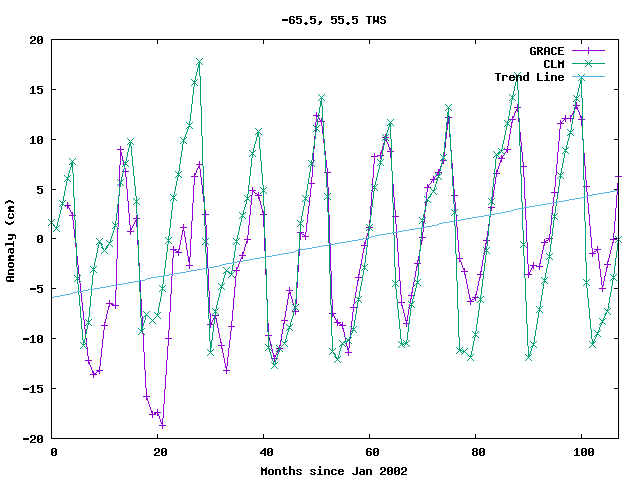 -65.5, 55.5 TWS
GRACE
CLM
Trend Line
Anomaly (cm)
20
15
10
5
0
-5
-10
-15
-20
0 20 40 60 80 100
Months since Jan 2002